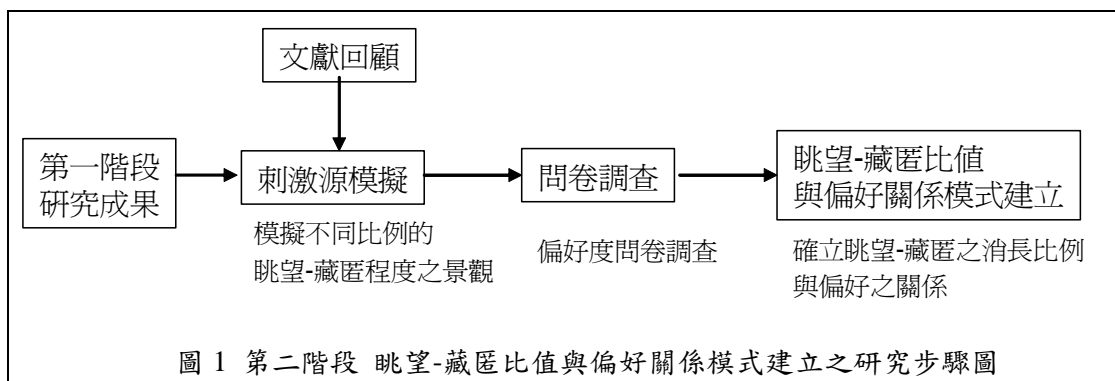 文獻回顧
第一階段
研究成果
刺激源模擬
模擬不同比例的
眺望-藏匿程度之景觀
問卷調查
偏好度問卷調查
眺望-藏匿比值
與偏好關係模式建立
確立眺望-藏匿之消長比例
與偏好之關係
圖 1 第二階段 眺望-藏匿比值與偏好關係模式建立之研究步驟圖